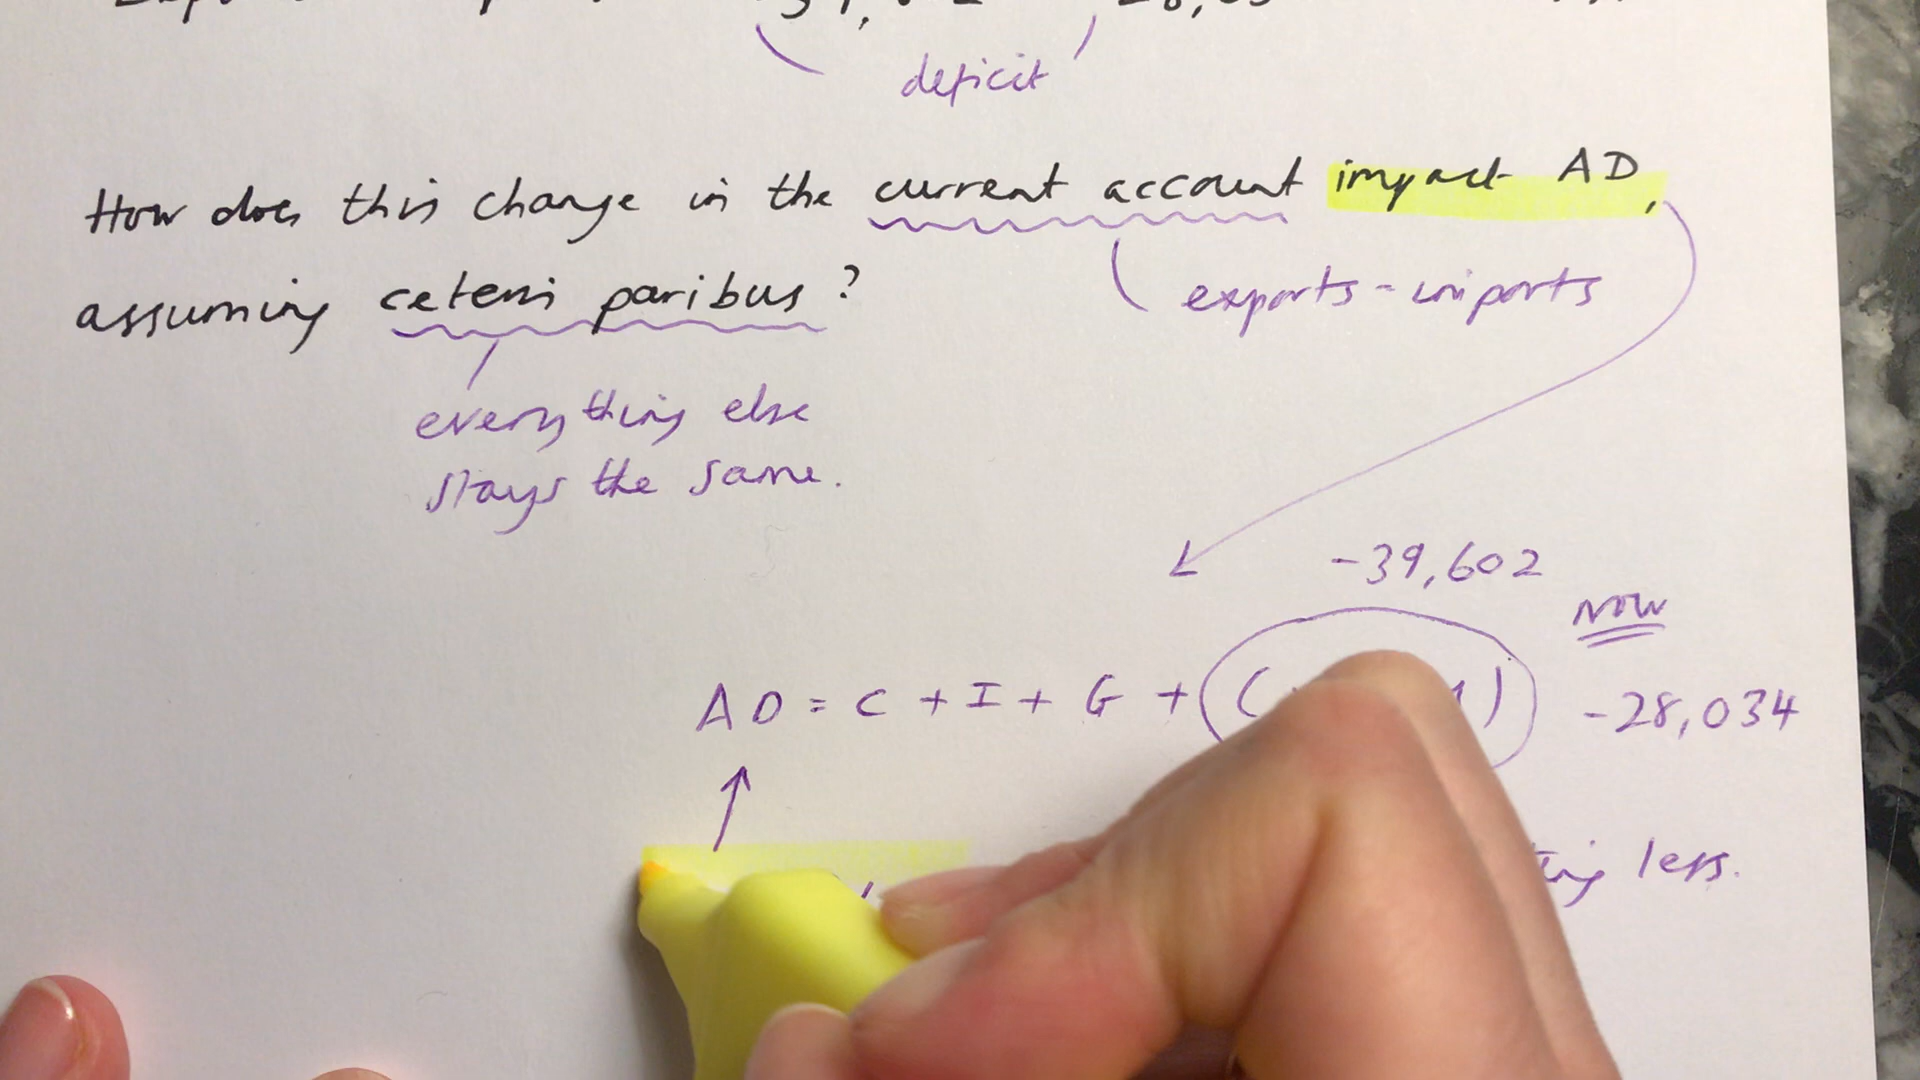 deficit
How does this change in the current account impact AD,
assuming ceteris paribus?
exports - imports
everything else
stays the same.
-39,602
NOW
AD = C + I + G + (
-28,034
less.